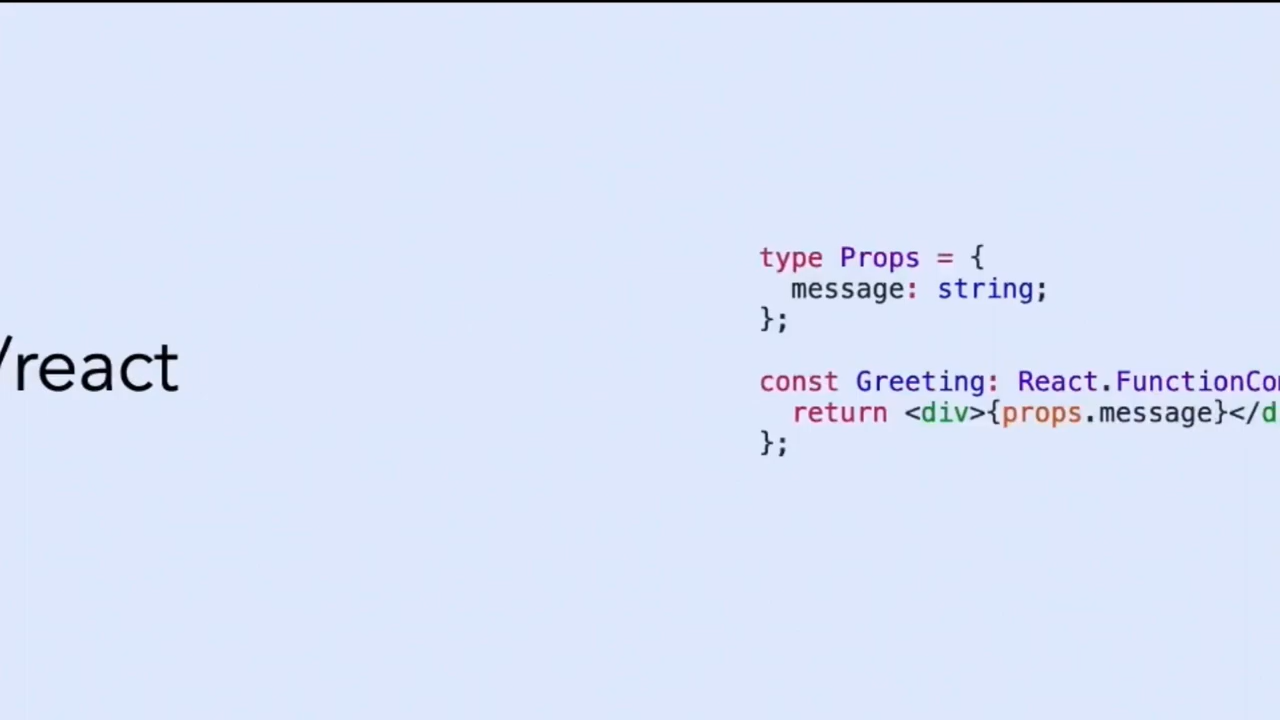 /react
type Props = {
  message: string;
};
const Greeting: React.FunctionCo
  return <div>{props.message}</d
};